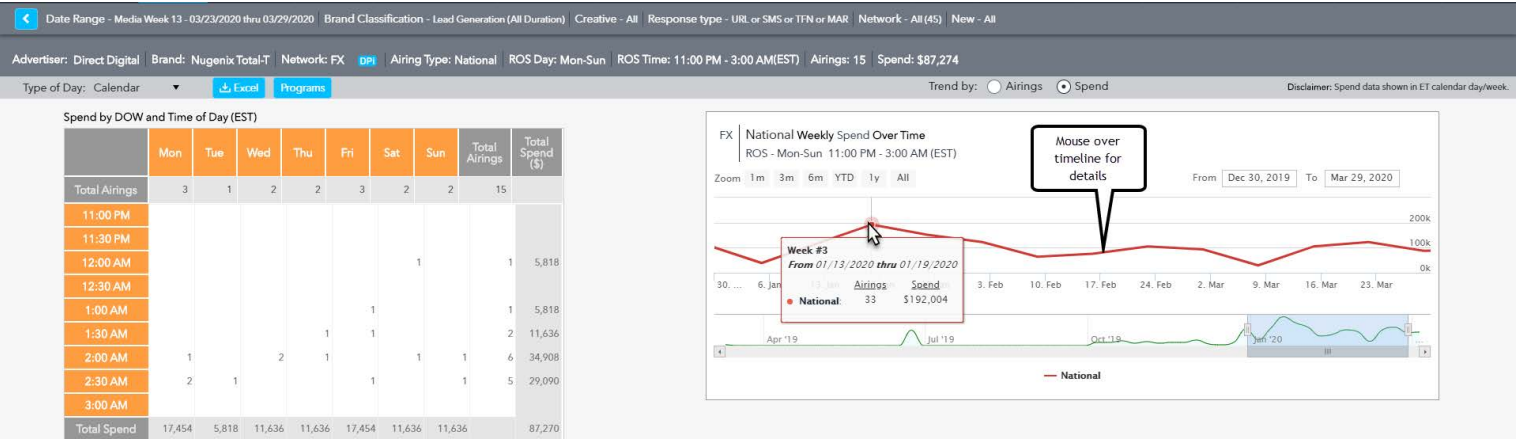 Date Range - Media Week 13 - 03/23/2020 thru 03/29/2020 Brand Classification - Lead Generation (All Duration) Creative - All Response type - URL or SMS or TFN or MAR Network - All (45) New - All
Advertiser: Direct Digital Brand: Nugenix Total-T Network: FX DPI Airing Type: National ROS Day: Mon-Sun ROS Time: 11:00 PM - 3:00 AM(EST) Airings: 15 Spend: $87,274
Type of Day: Calendar Excel Programs Trend by: Airings Spend Disclaimer: Spend data shown in ET calendar day/week.
Spend by DOW and Time of Day (EST)
Mon Tue Wed Thu Fri Sat Sun Total Airings Total Spend ($)
Total Airings 3 1 2 2 3 2 2 15
11:00 PM
11:30 PM
12:00 AM 1 1 5,818
12:30 AM
1:00 AM 1 1 5,818
1:30 AM 1 1 2 11,636
2:00 AM 1 2 1 1 1 6 34,908
2:30 AM 2 1 1 1 5 29,090
3:00 AM
Total Spend 17,454 5,818 11,636 11,636 17,454 11,636 11,636 87,270
FX National Weekly Spend Over Time
ROS - Mon-Sun 11:00 PM - 3:00 AM (EST)
Mouse over
timeline for
details
Zoom 1m 3m 6m YTD 1y All From Dec 30, 2019 To Mar 29, 2020
200k
100k
0k
Week #3
From 01/13/2020 thru 01/19/2020
Airings Spend
National: 33 $192,004
30. ... 6. Jan 3. Feb 10. Feb 17. Feb 24. Feb 2. Mar 9. Mar 16. Mar 23. Mar
Apr '19 Jul '19 Oct '19 Jan '20
National